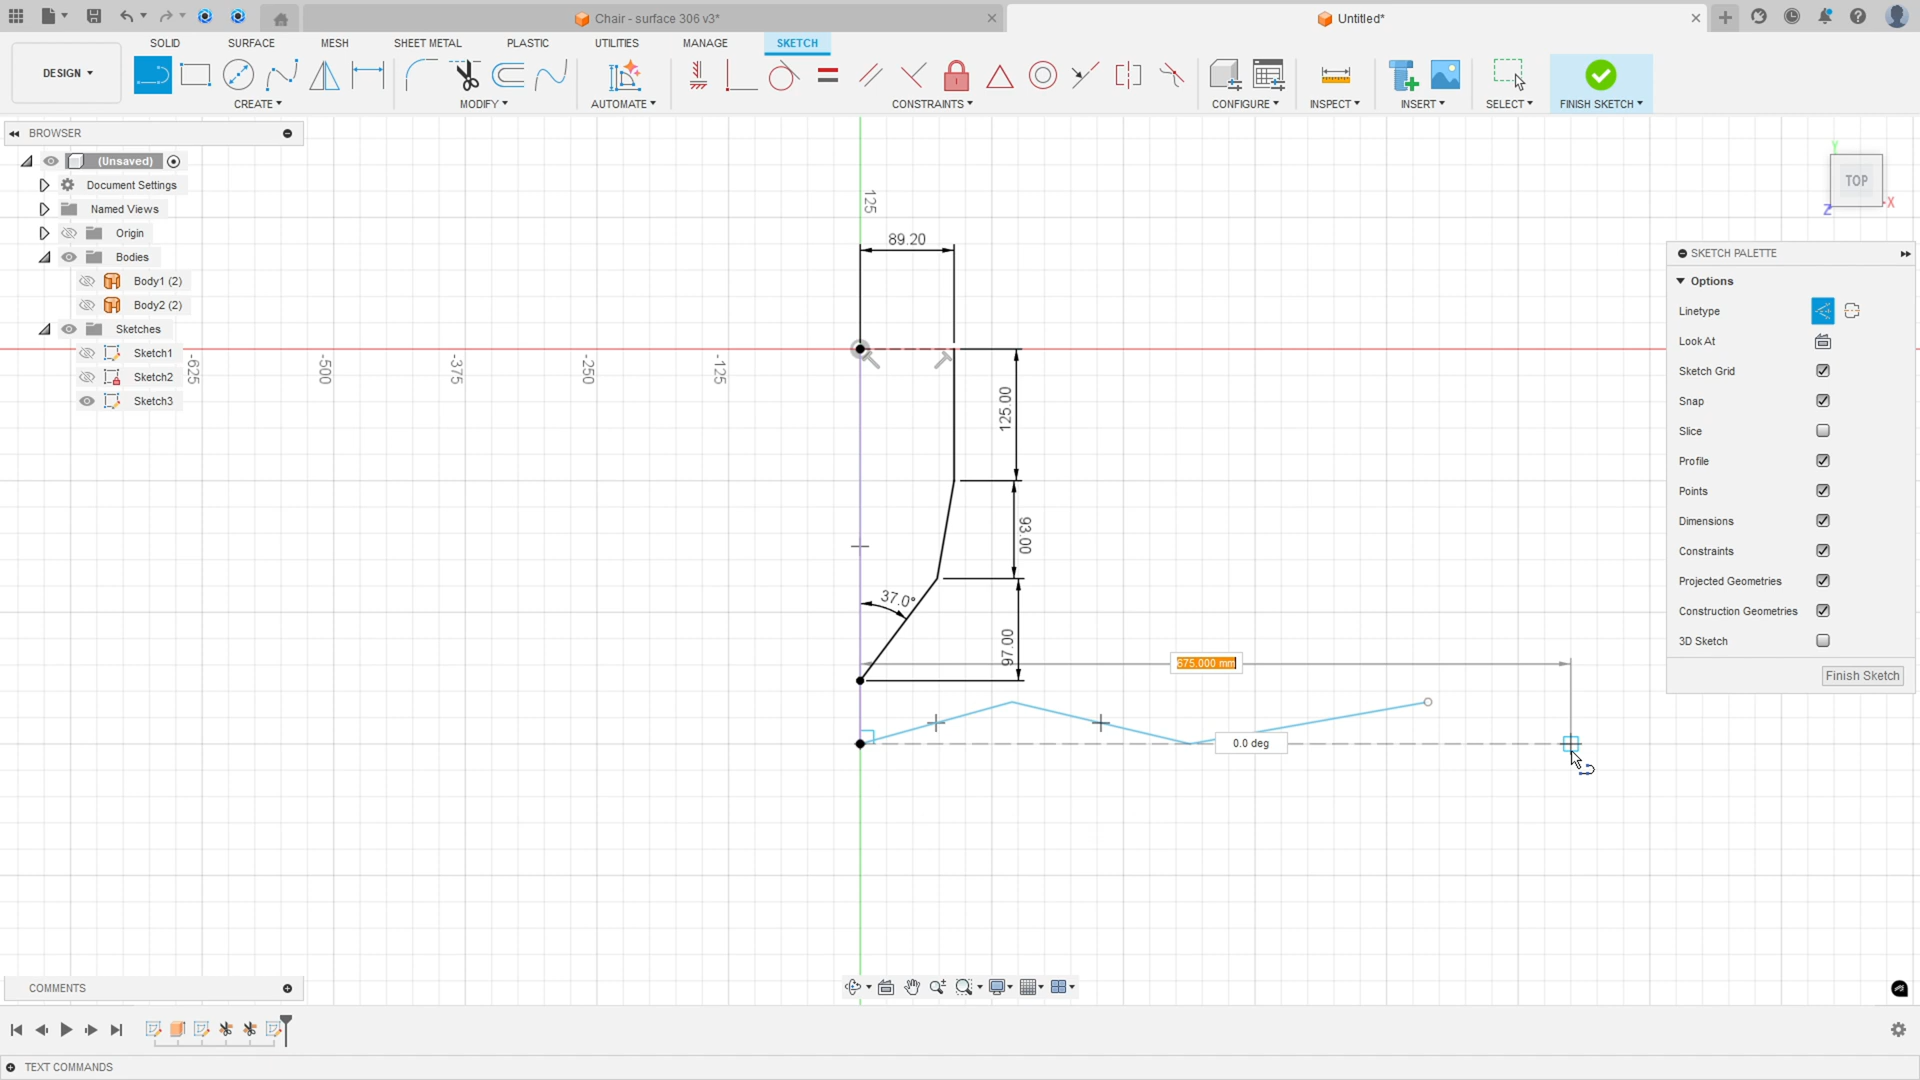 Chair - surface 306 v3*
Untitled*
SOLID SURFACE MESH SHEET METAL PLASTIC UTILITIES MANAGE SKETCH
DESIGN
CREATE MODIFY AUTOMATE CONSTRAINTS CONFIGURE INSPECT INSERT SELECT FINISH SKETCH
BROWSER
(Unsaved)
Document Settings
Named Views
Origin
Bodies
Body1 (2)
Body2 (2)
Sketches
Sketch1
Sketch2
Sketch3
-625
-500
-375
-250
-125
125
89.20
125.00
93.00
37.0°
97.00
675.000 mm
0.0 deg
Y
TOP
X
Z
SKETCH PALETTE
Options
Linetype
Look At
Sketch Grid
Snap
Slice
Profile
Points
Dimensions
Constraints
Projected Geometries
Construction Geometries
3D Sketch
Finish Sketch
COMMENTS
TEXT COMMANDS